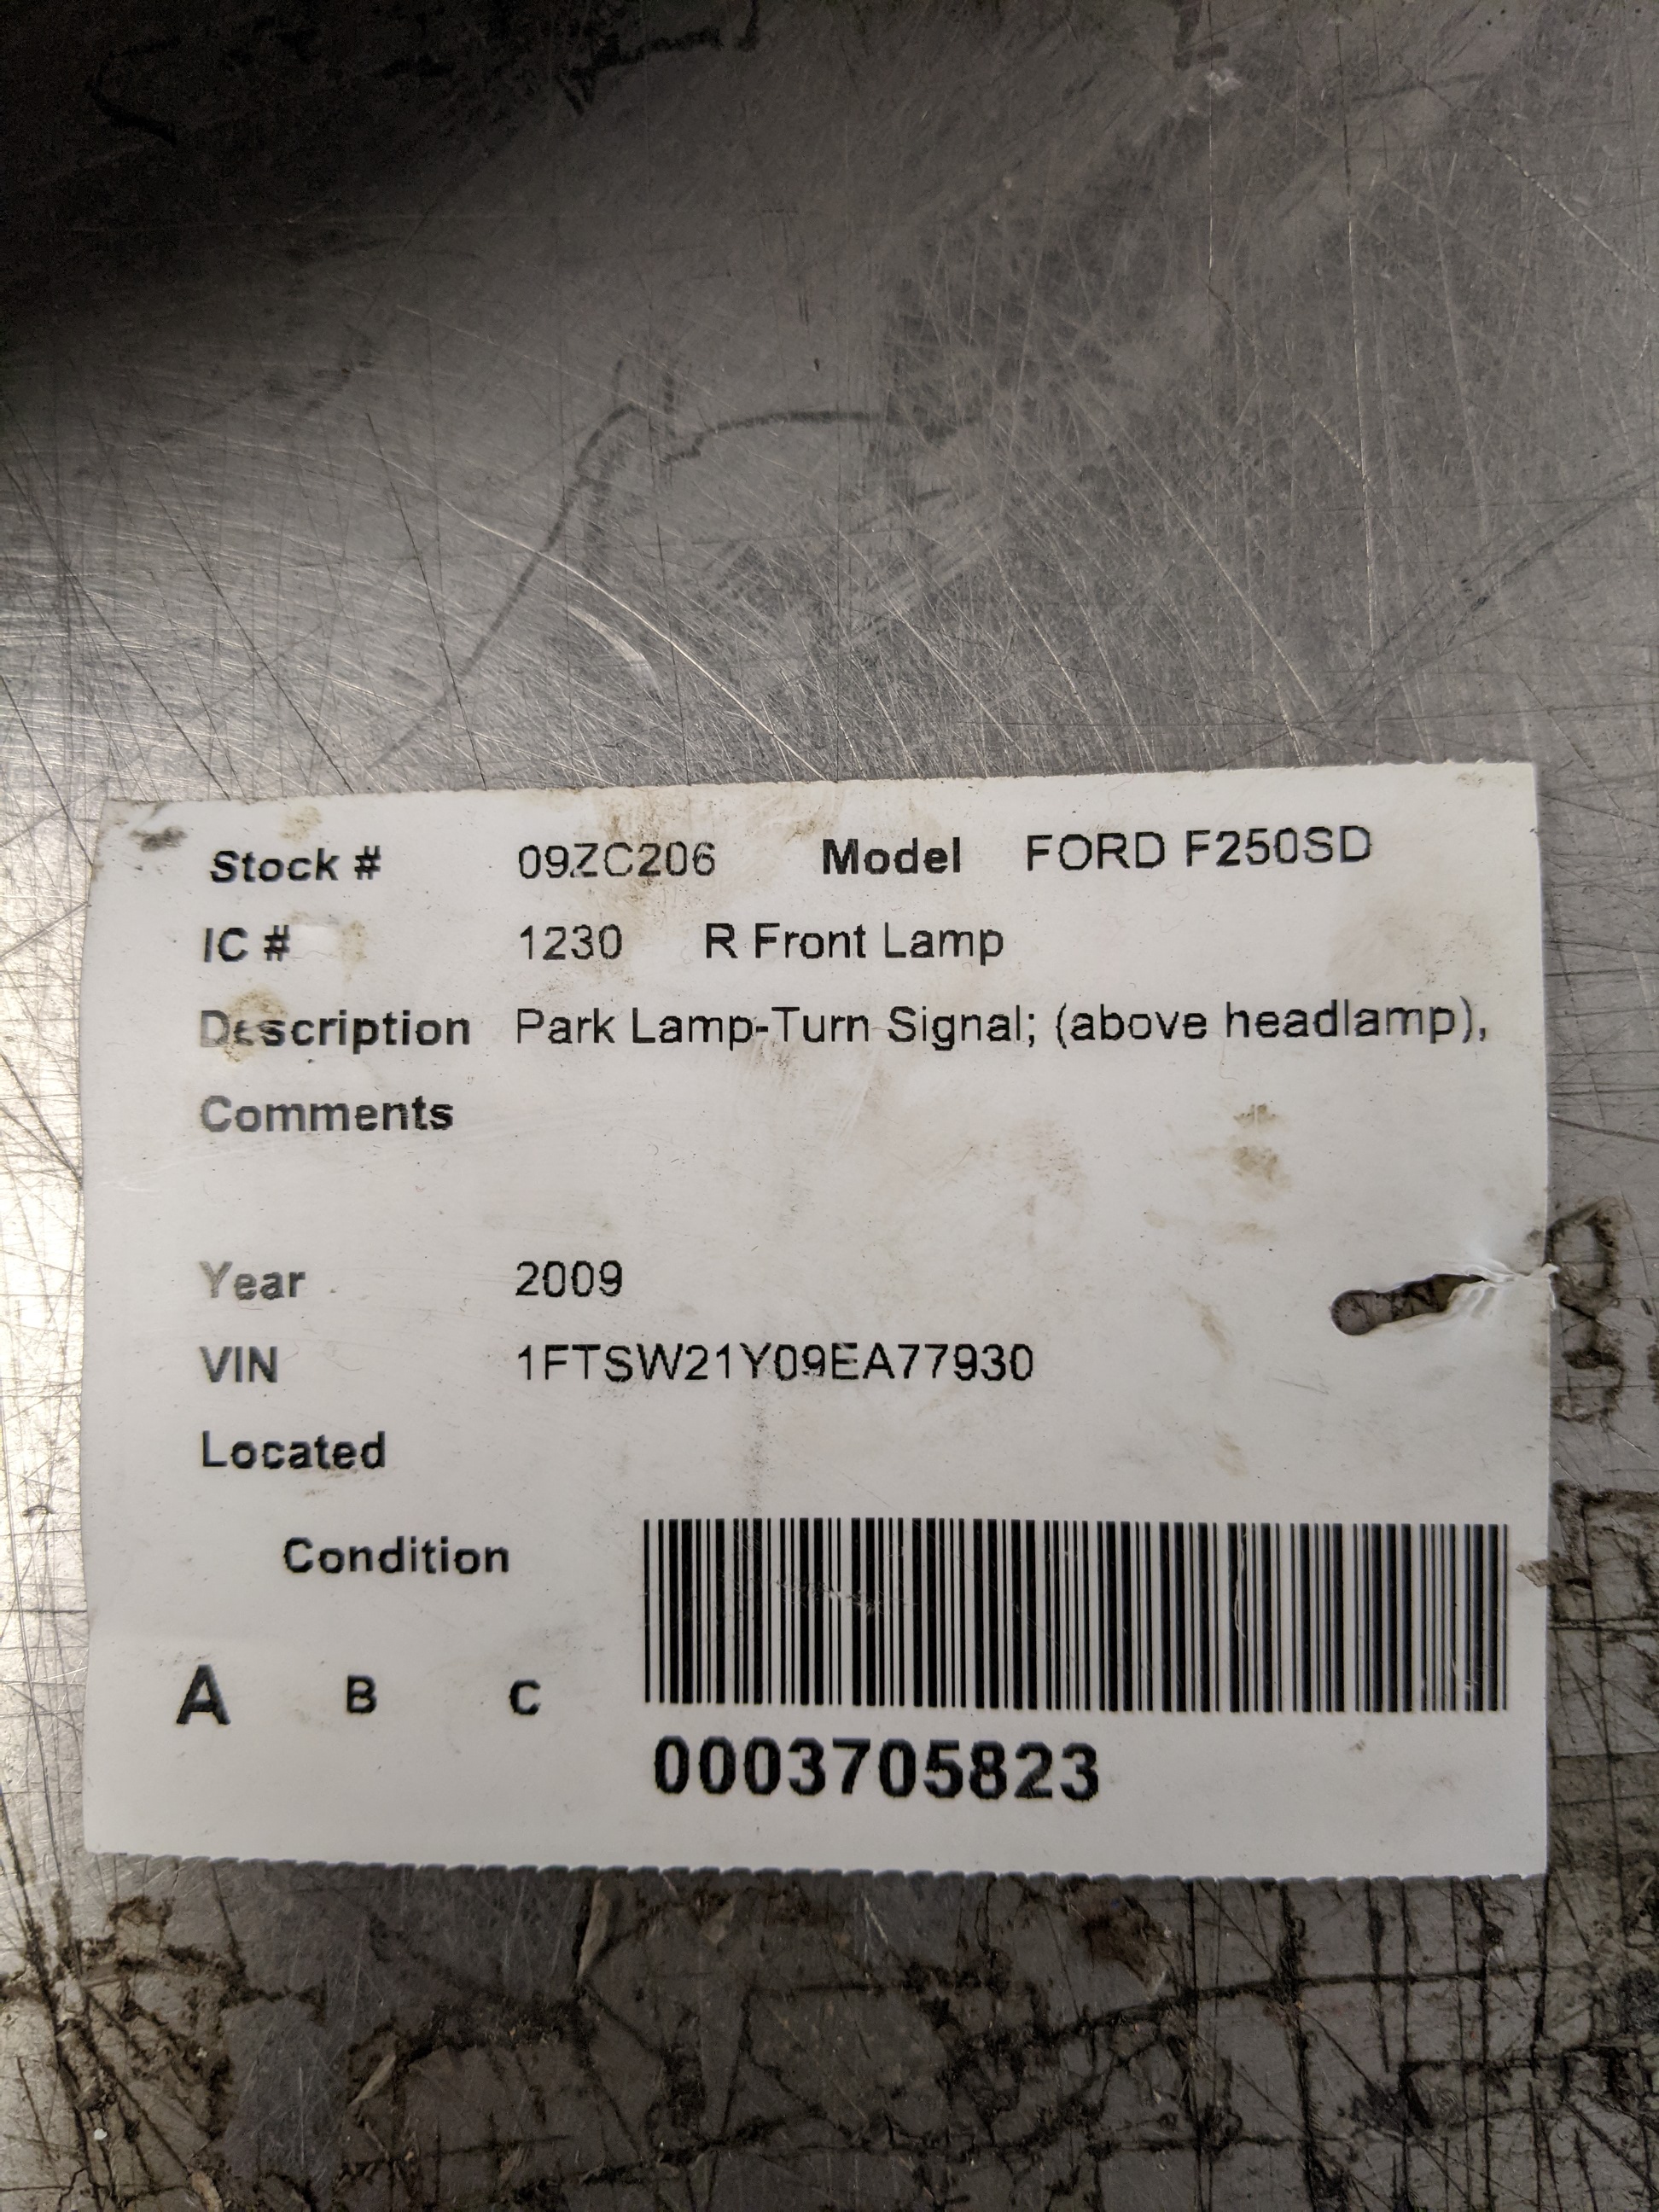 Stock # 09ZC206 Model FORD F250SD
IC # 1230 R Front Lamp
Description Park Lamp-Turn Signal; (above headlamp),
Comments
Year 2009
VIN 1FTSW21Y09EA77930
Located
Condition
A B C
0003705823